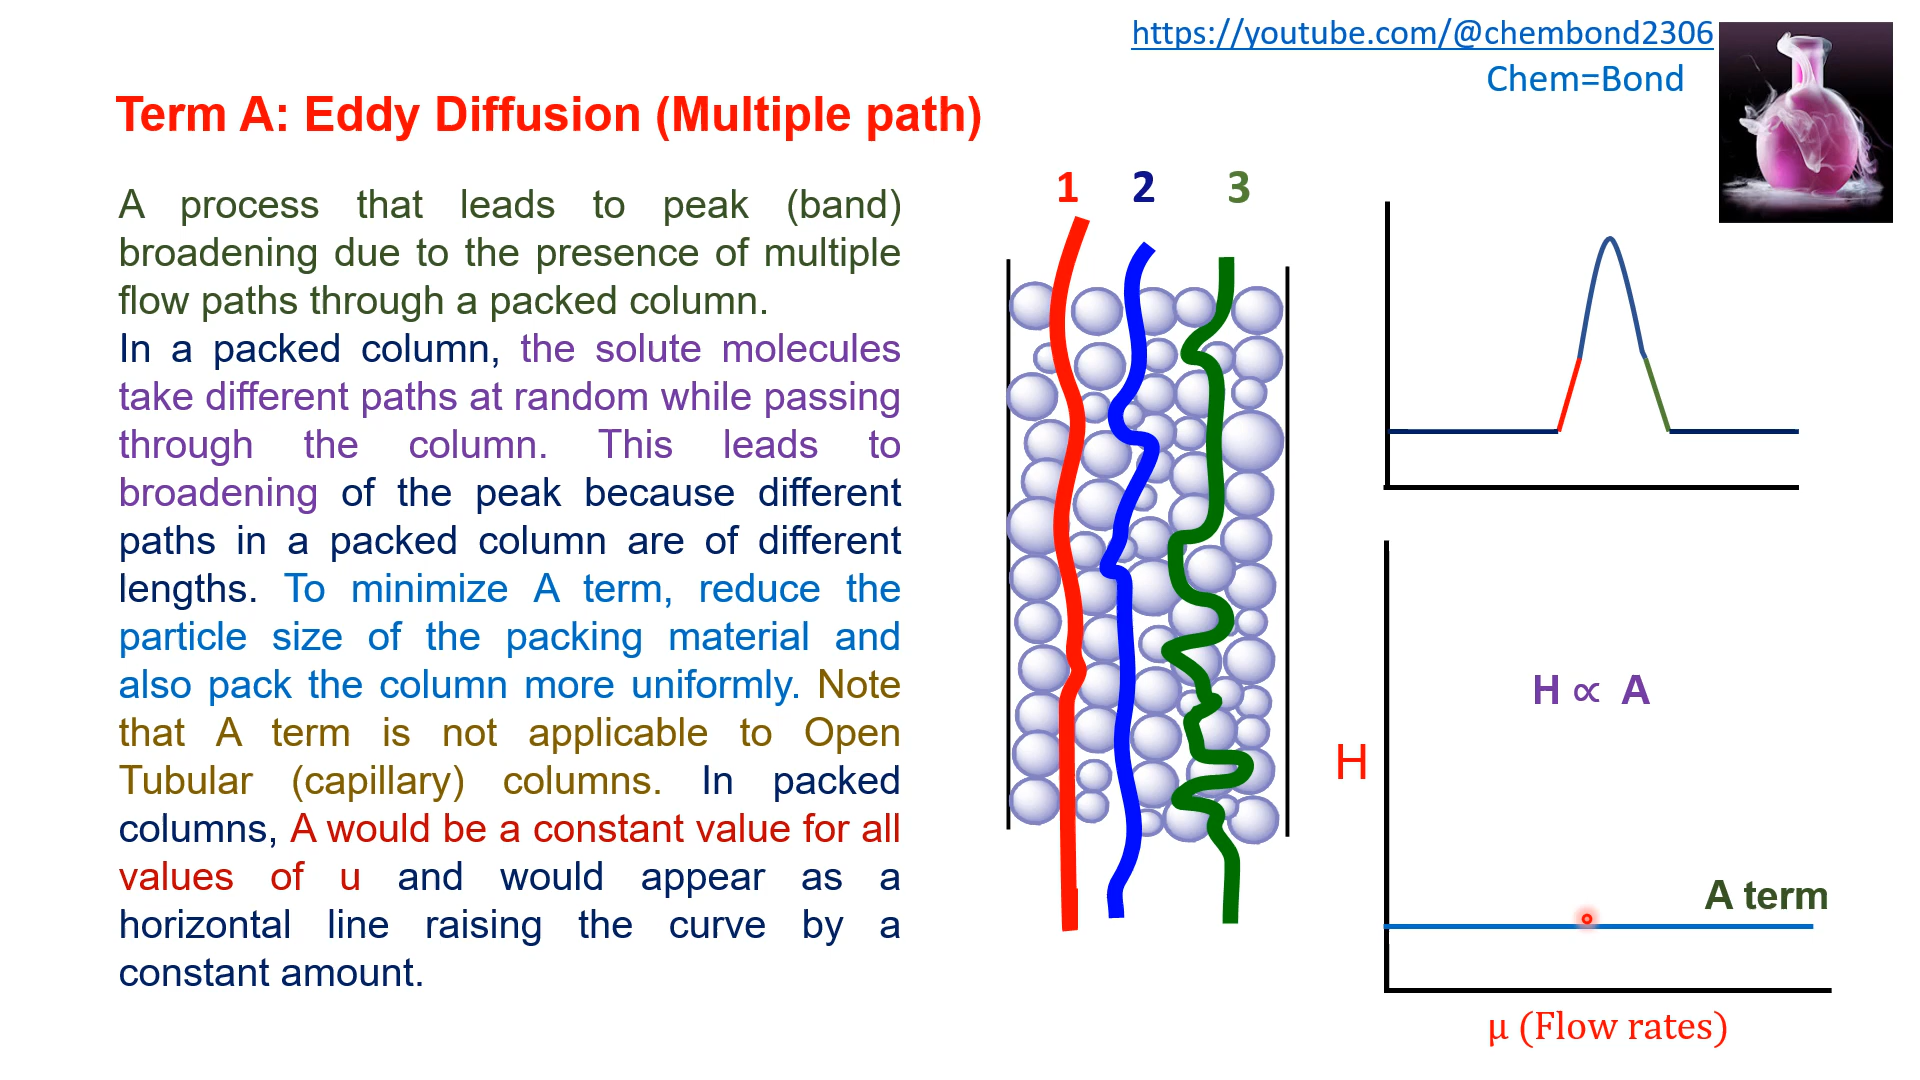 https://youtube.com/@chembond2306
Chem=Bond
Term A: Eddy Diffusion (Multiple path)
A process that leads to peak (band)
broadening due to the presence of multiple
flow paths through a packed column.
In a packed column, the solute molecules
take different paths at random while passing
through the column. This leads to
broadening of the peak because different
paths in a packed column are of different
lengths. To minimize A term, reduce the
particle size of the packing material and
also pack the column more uniformly. Note
that A term is not applicable to Open
Tubular (capillary) columns. In packed
columns, A would be a constant value for all
values of u and would appear as a
horizontal line raising the curve by a
constant amount.
1 2 3
H ∝ A
H
A term
μ (Flow rates)